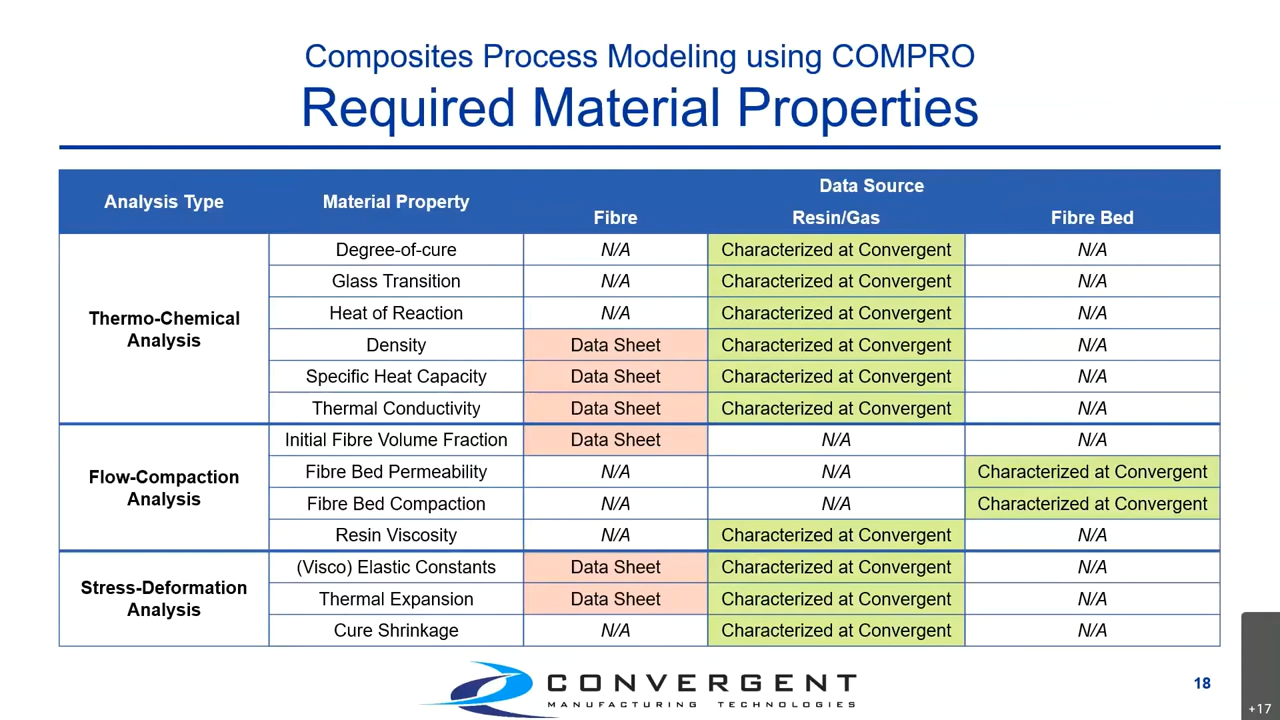 Composites Process Modeling using COMPRO
Required Material Properties
Analysis Type
Material Property
Data Source
Fibre
Resin/Gas
Fibre Bed
Thermo-Chemical
Analysis
Degree-of-cure N/A Characterized at Convergent N/A
Glass Transition N/A Characterized at Convergent N/A
Heat of Reaction N/A Characterized at Convergent N/A
Density Data Sheet Characterized at Convergent N/A
Specific Heat Capacity Data Sheet Characterized at Convergent N/A
Thermal Conductivity Data Sheet Characterized at Convergent N/A
Flow-Compaction
Analysis
Initial Fibre Volume Fraction Data Sheet N/A N/A
Fibre Bed Permeability N/A N/A Characterized at Convergent
Fibre Bed Compaction N/A N/A Characterized at Convergent
Resin Viscosity N/A Characterized at Convergent N/A
Stress-Deformation
Analysis
(Visco) Elastic Constants Data Sheet Characterized at Convergent N/A
Thermal Expansion Data Sheet Characterized at Convergent N/A
Cure Shrinkage N/A Characterized at Convergent N/A
CONVERGENT
MANUFACTURING TECHNOLOGIES
18
+17